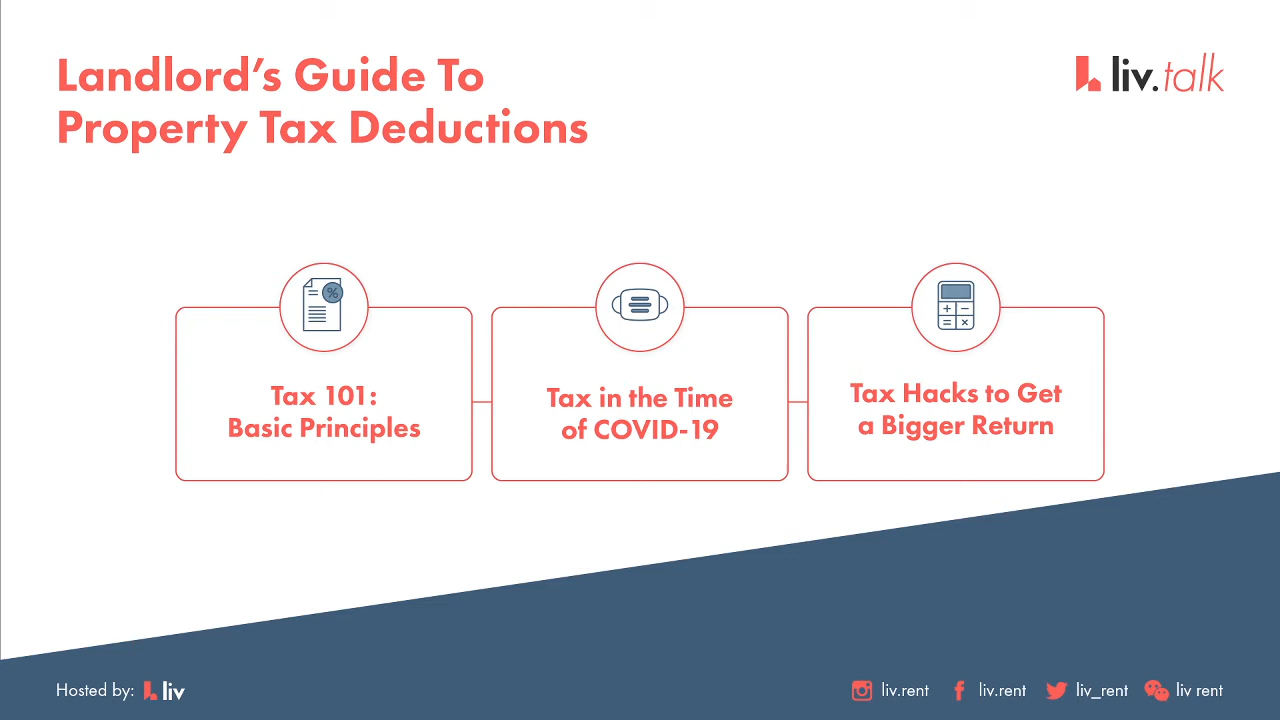 Landlord’s Guide To
Property Tax Deductions
liv.talk
%
Tax 101:
Basic Principles
Tax in the Time
of COVID-19
+ −
= ×
Tax Hacks to Get
a Bigger Return
Hosted by: liv
liv.rent
liv.rent
liv_rent
liv rent